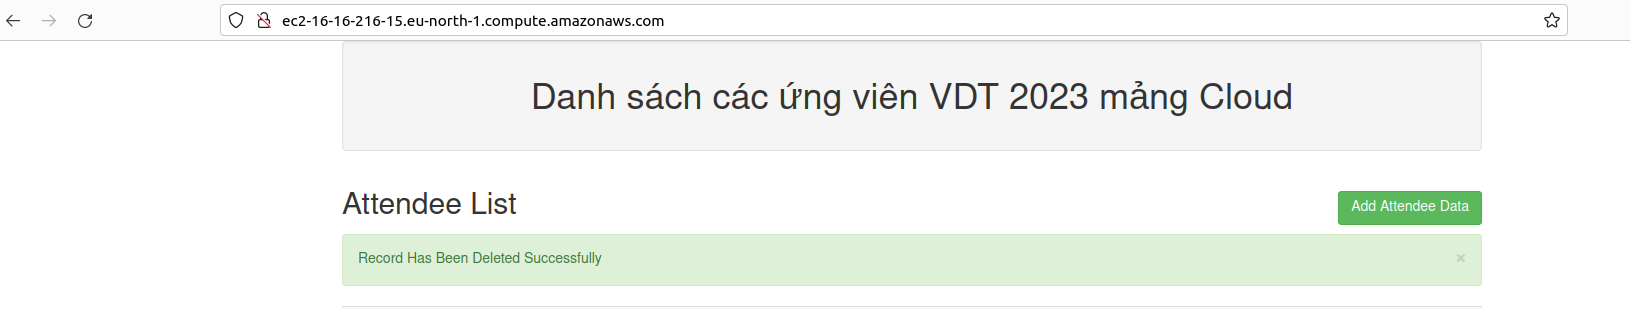 ec2-16-16-216-15.eu-north-1.compute.amazonaws.com
Danh sách các ứng viên VDT 2023 mảng Cloud
Attendee List
Add Attendee Data
Record Has Been Deleted Successfully
×